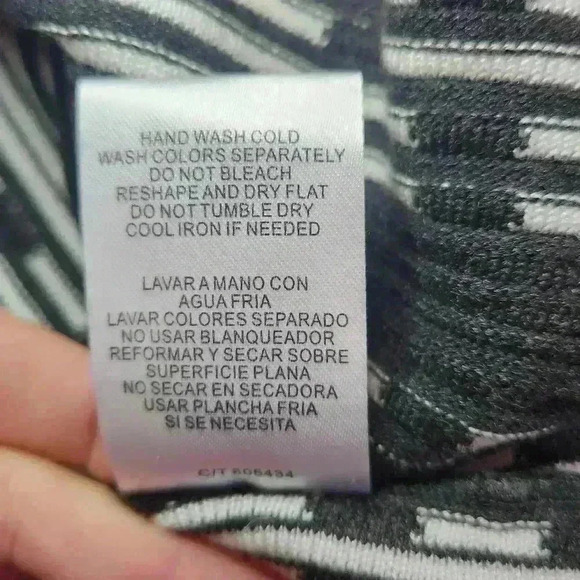 HAND WASH COLD
WASH COLORS SEPARATELY
DO NOT BLEACH
RESHAPE AND DRY FLAT
DO NOT TUMBLE DRY
COOL IRON IF NEEDED
LAVAR A MANO CON
AGUA FRIA
LAVAR COLORES SEPARADO
NO USAR BLANQUEADOR
REFORMAR Y SECAR SOBRE
SUPERFICIE PLANA
NO SECAR EN SECADORA
USAR PLANCHA FRIA
SI SE NECESITA
C/T